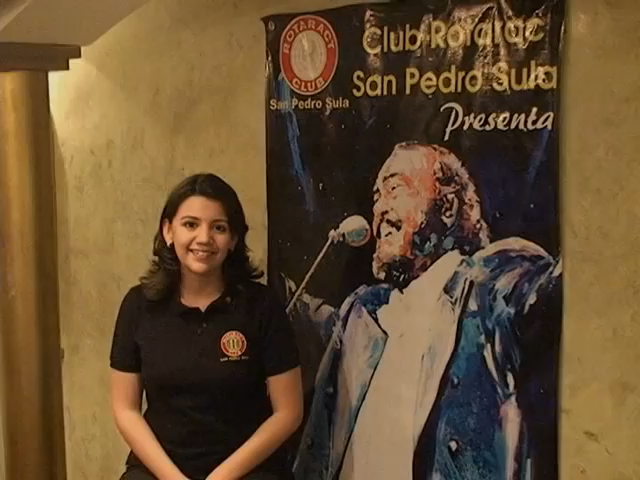 ROTARACT
CLUB
San Pedro Sula
Club Rotarac
San Pedro Sula
Presenta